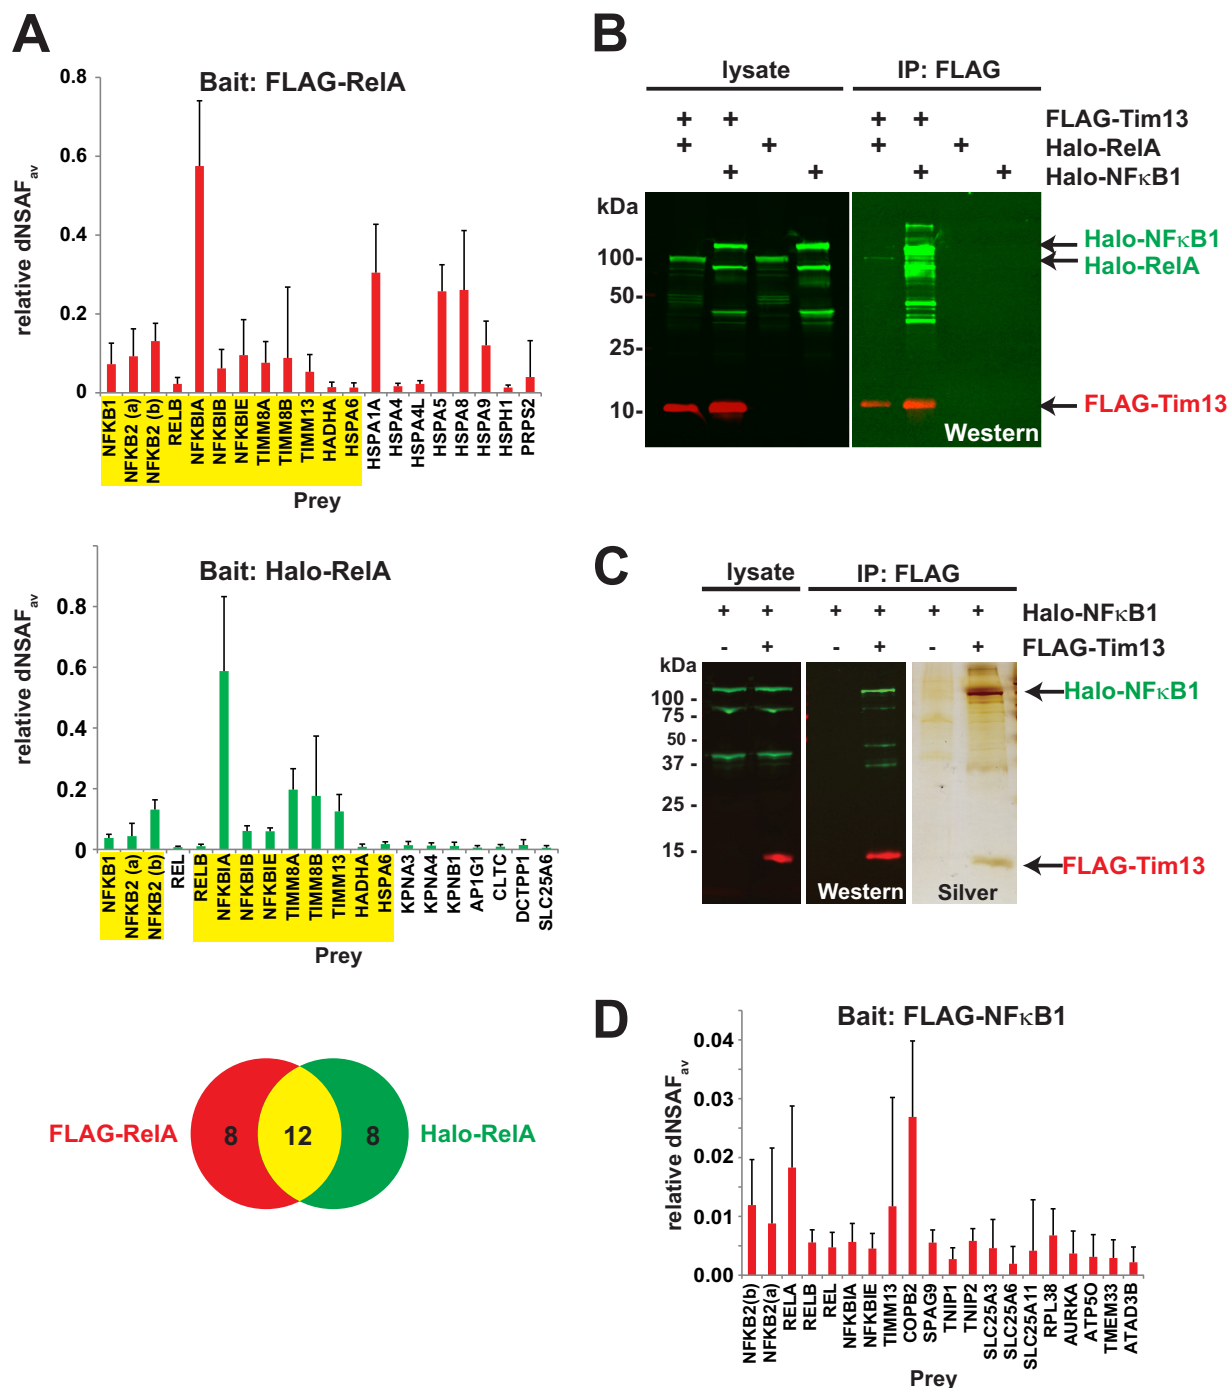 A
Bait: FLAG-RelA
relative dNSAFav
0.8
0.6
0.4
0.2
0
NFKB1
NFKB2 (a)
NFKB2 (b)
RELB
NFKBIA
NFKBIB
NFKBIE
TIMM8A
TIMM8B
TIMM13
HADHA
HSPA6
HSPA1A
HSPA4
HSPA4L
HSPA5
HSPA8
HSPA9
HSPH1
PRPS2
Prey
Bait: Halo-RelA
relative dNSAFav
0.8
0.6
0.4
0.2
0
NFKB1
NFKB2 (a)
NFKB2 (b)
REL
RELB
NFKBIA
NFKBIB
NFKBIE
TIMM8A
TIMM8B
TIMM13
HADHA
HSPA6
KPNA3
KPNA4
KPNB1
AP1G1
CLTC
DCTPP1
SLC25A6
Prey
FLAG-RelA 8 12 8 Halo-RelA
B
lysate IP: FLAG
+ + + + FLAG-Tim13
+ + + + Halo-RelA
+ + + + Halo-NFκB1
kDa
100-
50-
25-
10-
Halo-NFκB1
Halo-RelA
FLAG-Tim13
Western
C
lysate IP: FLAG
+ + + + + + Halo-NFκB1
- + - + - + FLAG-Tim13
kDa
100 -
75 -
50 -
37 -
25 -
15 -
Halo-NFκB1
FLAG-Tim13
Western Silver
D
Bait: FLAG-NFκB1
relative dNSAFav
0.04
0.03
0.02
0.01
0.00
NFKB2(b)
NFKB2(a)
RELA
RELB
REL
NFKBIA
NFKBIE
TIMM13
COPB2
SPAG9
TNIP1
TNIP2
SLC25A3
SLC25A6
SLC25A11
RPL38
AURKA
ATP5O
TMEM33
ATAD3B
Prey